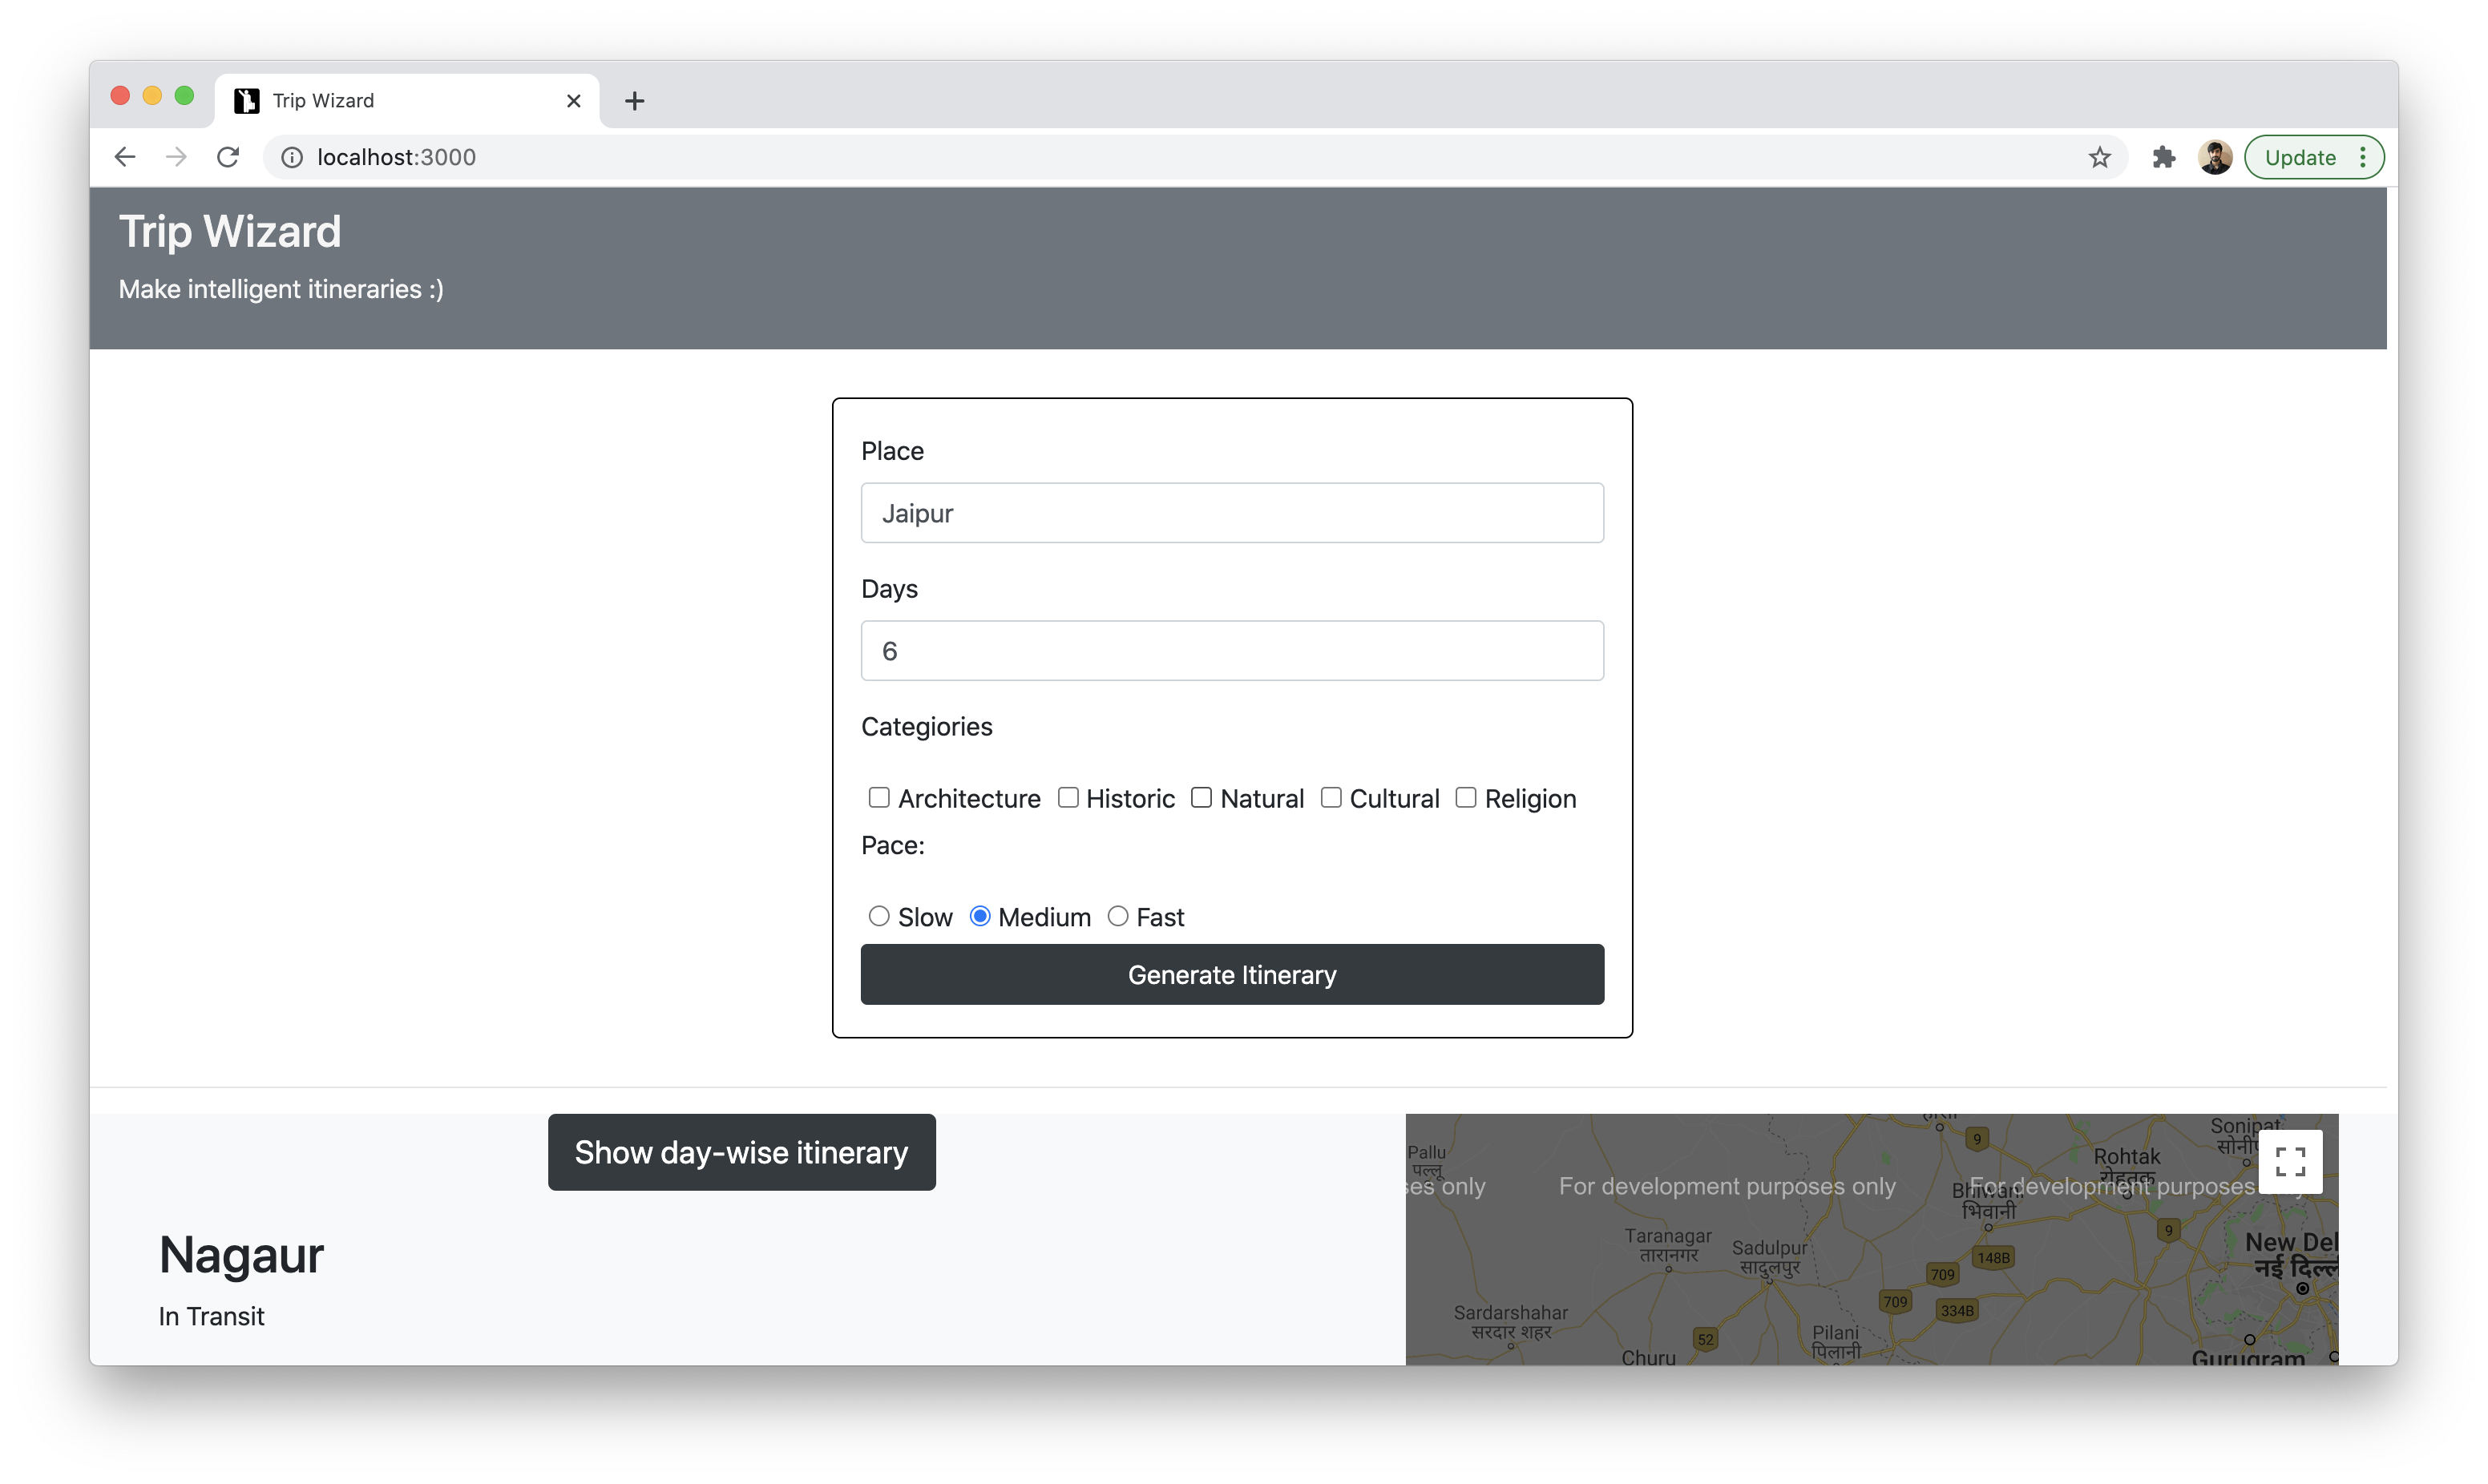 Trip Wizard
localhost:3000
Update
Trip Wizard
Make intelligent itineraries :)
Place
Jaipur
Days
6
Categiories
Architecture Historic Natural Cultural Religion
Pace:
Slow Medium Fast
Generate Itinerary
Show day-wise itinerary
Nagaur
In Transit
Pallu
पल्लू
ses only
For development purposes only
For development purposes
9
Sonipat
Rohtak
रोहतक
Bhiwani
भिवानी
9
Taranagar
तारानगर
Sadulpur
सादुलपुर
148B
709
New Del
नई दिल्ल
709
334B
Sardarshahar
सरदार शहर
52
Pilani
पिलानी
Churu
Gurugram